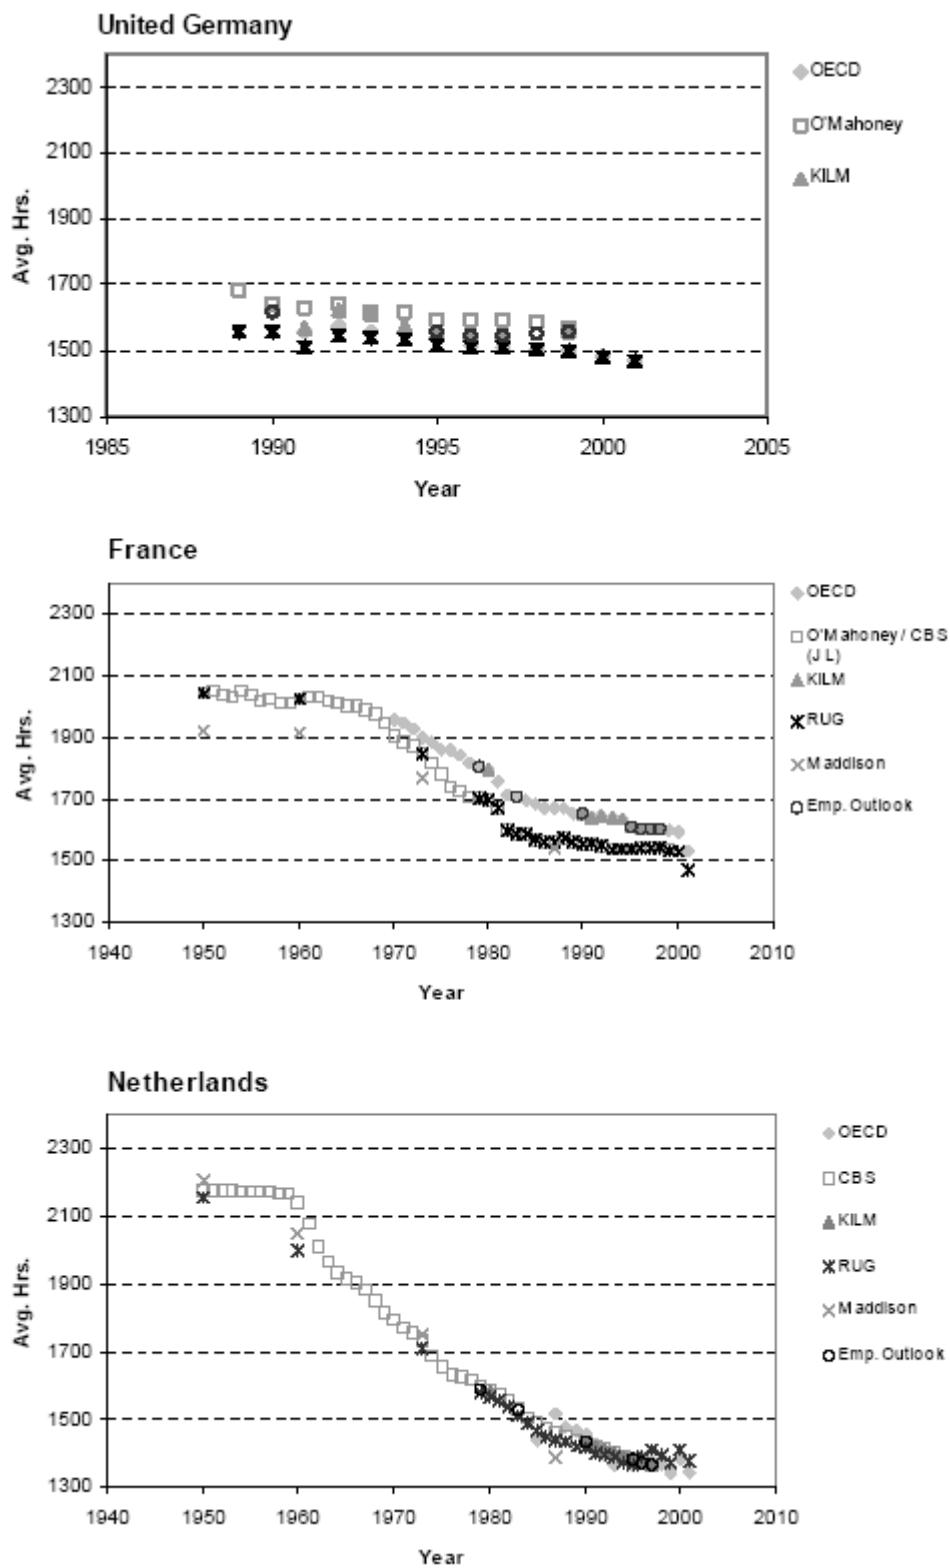 United Germany
2300
2100
1900
1700
1500
1300
Avg. Hrs.
1985 1990 1995 2000 2005
Year
OECD
O'Mahoney
KILM
France
2300
2100
1900
1700
1500
1300
Avg. Hrs.
1940 1950 1960 1970 1980 1990 2000 2010
Year
OECD
O'Mahoney / CBS
(J L)
KILM
RUG
Maddison
Emp. Outlook
Netherlands
2300
2100
1900
1700
1500
1300
Avg. Hrs.
1940 1950 1960 1970 1980 1990 2000 2010
Year
OECD
CBS
KILM
RUG
Maddison
Emp. Outlook